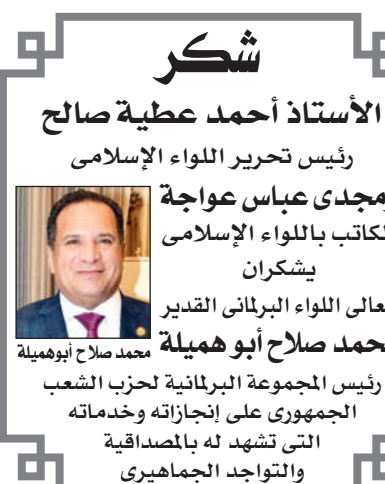 شكر
الأستاذ أحمد عطية صالح
رئيس تحرير اللواء الإسلامى
ومجدى عباس عواجة
الكاتب باللواء الإسلامى
يشكران
معالى اللواء البرلمانى القدير
محمد صلاح أبو هميلة
محمد صلاح أبوهميلة
رئيس المجموعة البرلمانية لحزب الشعب
الجمهورى على إنجازاته وخدماته
التى تشهد له بالمصداقية
والتواجد الجماهيرى